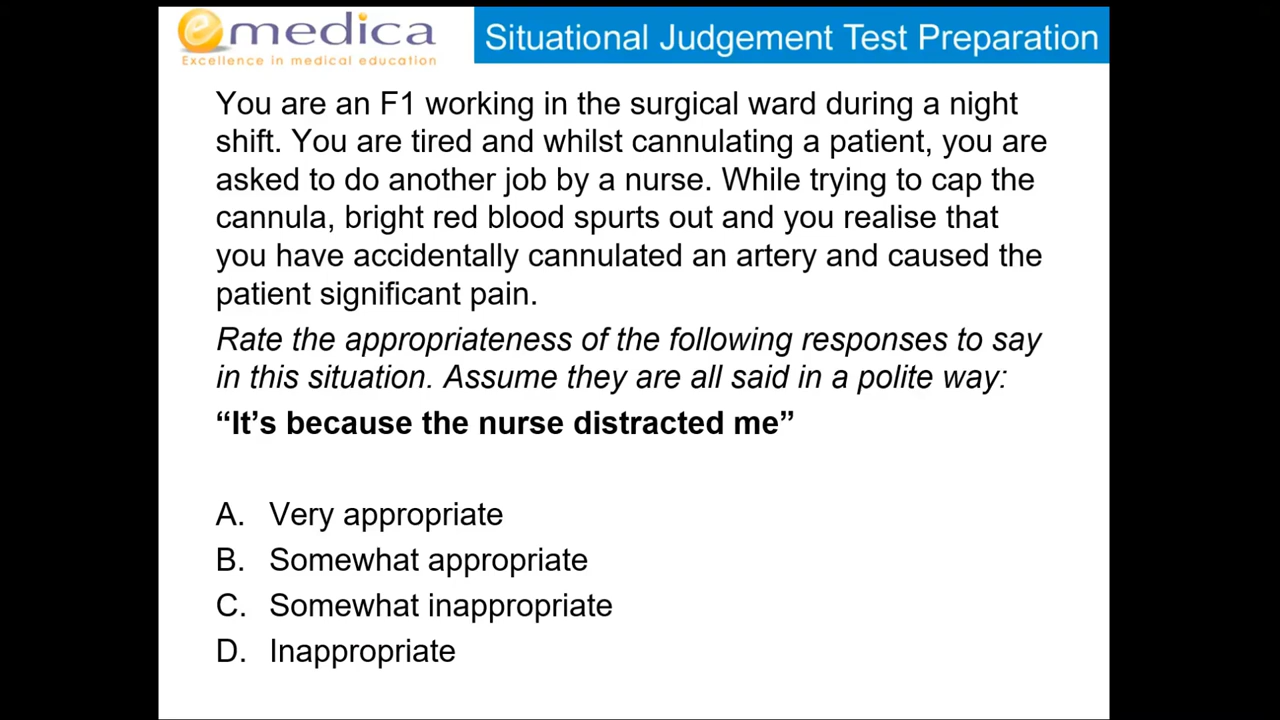 emedica
Excellence in medical education
Situational Judgement Test Preparation
You are an F1 working in the surgical ward during a night
shift. You are tired and whilst cannulating a patient, you are
asked to do another job by a nurse. While trying to cap the
cannula, bright red blood spurts out and you realise that
you have accidentally cannulated an artery and caused the
patient significant pain.
Rate the appropriateness of the following responses to say
in this situation. Assume they are all said in a polite way:
“It’s because the nurse distracted me”
A. Very appropriate
B. Somewhat appropriate
C. Somewhat inappropriate
D. Inappropriate